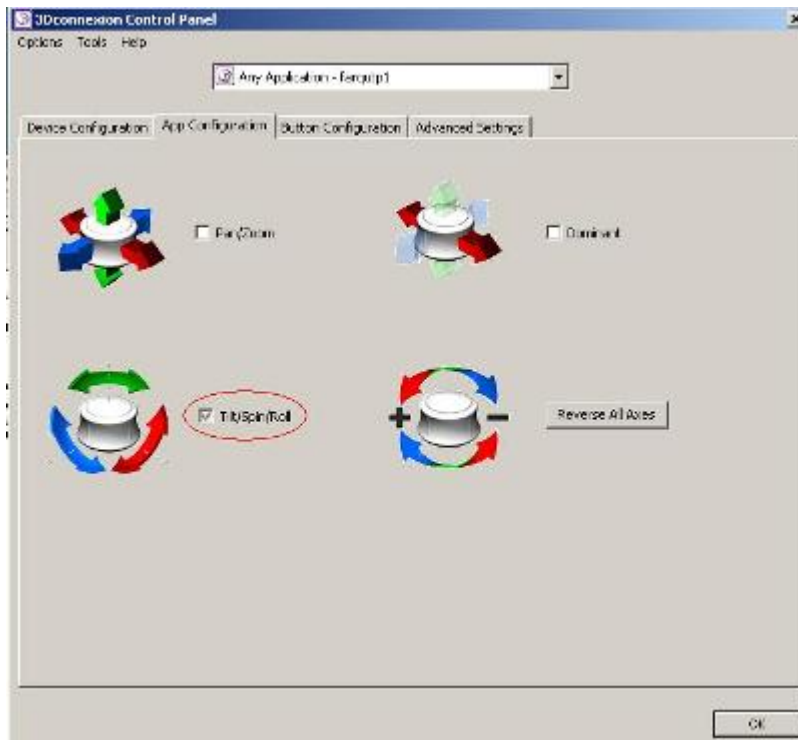 3Dconnexion Control Panel
Options Tools Help
Any Application - farquip1
Device Configuration App Configuration Button Configuration Advanced Settings
Pan/Zoom
Dominant
Tilt/Spin/Roll
+ −
Reverse All Axes
OK